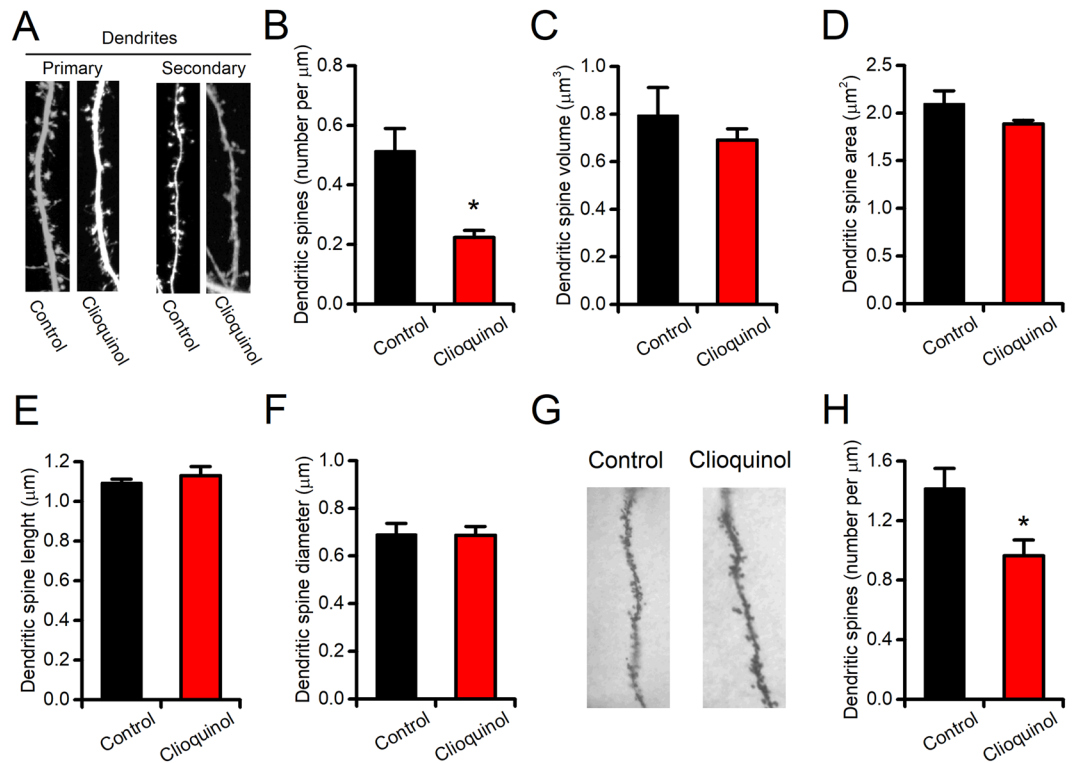 A
Dendrites
Primary
Secondary
Control
Clioquinol
Control
Clioquinol
B
Dendritic spines (number per μm)
0.8
0.6
0.4
0.2
0.0
*
Control
Clioquinol
C
Dendritic spine volume (μm³)
1.0
0.8
0.6
0.4
0.2
0.0
Control
Clioquinol
D
Dendritic spine area (μm²)
2.5
2.0
1.5
1.0
0.5
0.0
Control
Clioquinol
E
Dendritic spine lenght (μm)
1.2
1.0
0.8
0.6
0.4
0.2
0.0
Control
Clioquinol
F
Dendritic spine diameter (μm)
1.0
0.8
0.6
0.4
0.2
0.0
Control
Clioquinol
G
Control
Clioquinol
H
Dendritic spines (number per μm)
1.6
1.2
0.8
0.4
0.0
*
Control
Clioquinol